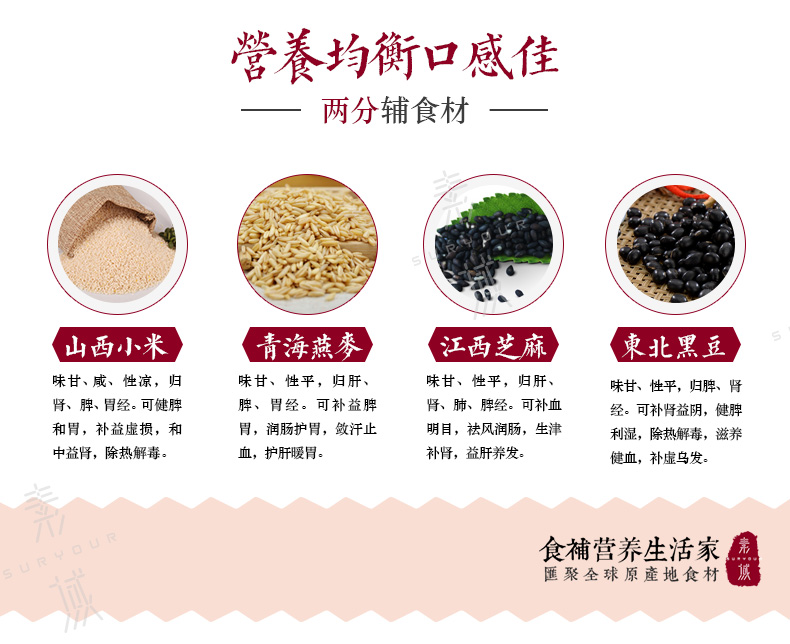 營養均衡口感佳
两分辅食材
山西小米
味甘、咸、性凉，归
肾、脾、胃经。可健脾
和胃，补益虚损，和
中益肾，除热解毒。
青海燕麥
味甘、性平，归肝、
脾、胃经。可补益脾
胃，润肠护胃，敛汗止
血，护肝暖胃。
江西芝麻
味甘、性平，归肝、
肾、肺、脾经。可补血
明目，祛风润肠，生津
补肾，益肝养发。
東北黑豆
味甘、性平，归脾、肾
经。可补肾益阴，健脾
利湿，除热解毒，滋养
健血，补虚乌发。
食補营养生活家
匯聚全球原產地食材
素
SURYOUR